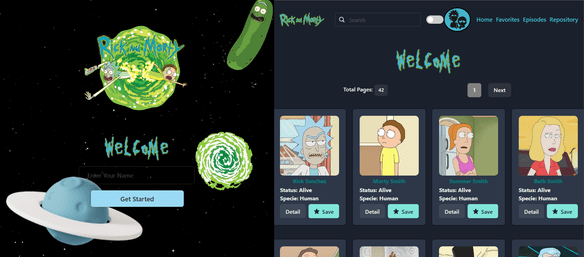 Rick and Morty
Welcome
Enter Your Name
Get Started
Rick and Morty
Search
Home Favorites Episodes Repository
Welcome
Total Pages: 42
1 Next
Rick Sanchez
Status: Alive
Specie: Human
Detail Save
Morty Smith
Status: Alive
Specie: Human
Detail Save
Summer Smith
Status: Alive
Specie: Human
Detail Save
Beth Smith
Status: Alive
Specie: Human
Detail Save